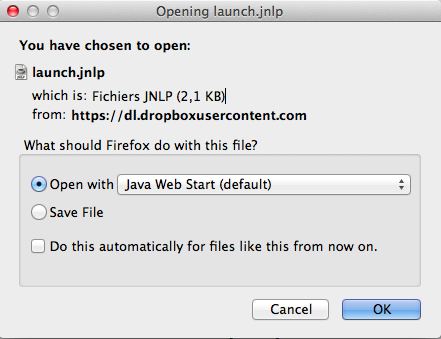 Opening launch.jnlp
You have chosen to open:
launch.jnlp
which is: Fichiers JNLP (2,1 KB)
from: https://dl.dropboxusercontent.com
What should Firefox do with this file?
Open with Java Web Start (default)
Save File
Do this automatically for files like this from now on.
Cancel OK